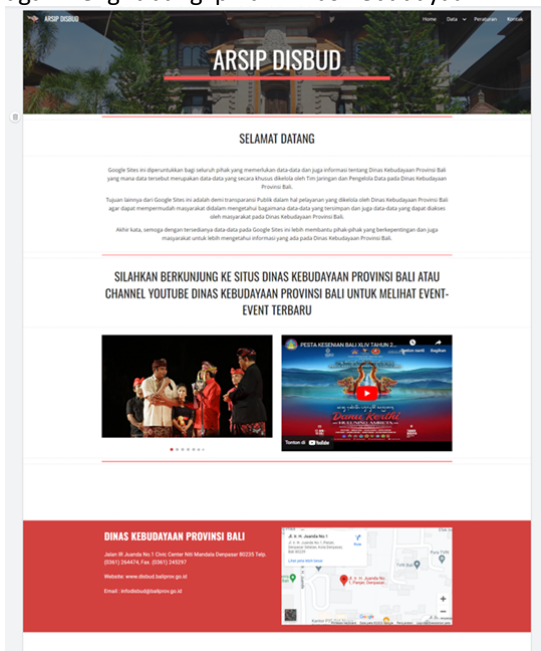 ARSIP DISBUD
Home Data Peraturan Kontak
ARSIP DISBUD
SELAMAT DATANG
Google Sites ini diperuntukkan bagi seluruh pihak yang memerlukan data-data dan juga informasi tentang Dinas Kebudayaan Provinsi Bali
yang mana data-data tersebut merupakan data-data yang secara khusus dikelola oleh Tim Jaringan dan Pengelola Data pada Dinas Kebudayaan
Provinsi Bali.
Tujuan lainnya dari Google Sites ini adalah demi transparansi Publik dalam hal pelayanan yang dikelola oleh Dinas Kebudayaan Provinsi Bali
agar dapat mempermudah masyarakat didalam mengetahui bagaimana data-data yang tersimpan dan juga data-data yang dapat diakses
oleh masyarakat pada Dinas Kebudayaan Provinsi Bali.
Akhir kata, semoga dengan tersedianya data-data pada Google Sites ini lebih membantu pihak-pihak yang berkepentingan dan juga
masyarakat untuk lebih mengetahui informasi yang ada pada Dinas Kebudayaan Provinsi Bali.
SILAHKAN BERKUNJUNG KE SITUS DINAS KEBUDAYAAN PROVINSI BALI ATAU
CHANNEL YOUTUBE DINAS KEBUDAYAAN PROVINSI BALI UNTUK MELIHAT EVENT-
EVENT TERBARU
PESTA KESENIAN BALI XLIV TAHUN 2...
Tonton nanti Bagikan
Danu Kerthi
Tonton di YouTube
DINAS KEBUDAYAAN PROVINSI BALI
Jalan IR Juanda No.1 Civic Center Niti Mandala Denpasar 80235 Telp.
(0361) 264474, Fax. (0361) 245297
Website: www.disbud.baliprov.go.id
Email : infodisbud@baliprov.go.id
Jl. Ir. H. Juanda No.1
Jl. Ir. H. Juanda No.
1, Panjer, Denpasar...
Google